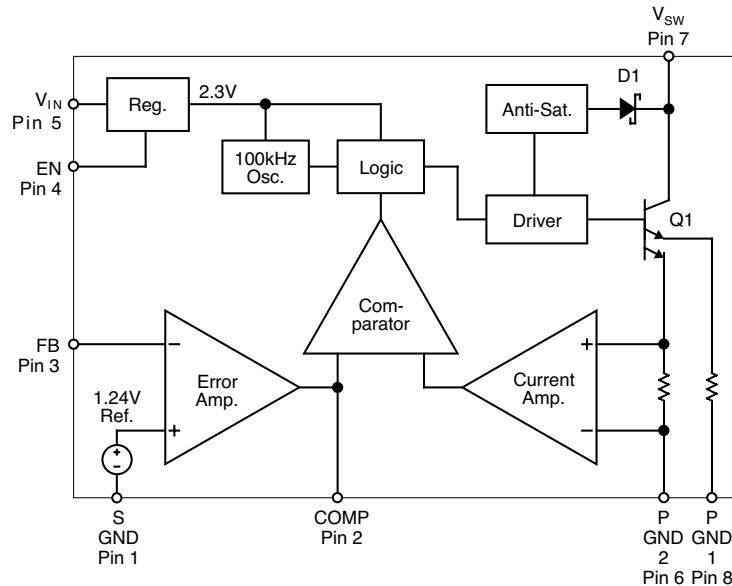 V_SW
Pin 7
D1
V_IN
Pin 5
Reg.
2.3V
Anti-Sat.
EN
Pin 4
100kHz
Osc.
Logic
Driver
Q1
Com-
parator
FB
Pin 3
−
+
Error
Amp.
Current
Amp.
+
−
1.24V
Ref.
+
−
S
GND
Pin 1
COMP
Pin 2
P
GND
2
Pin 6
P
GND
1
Pin 8